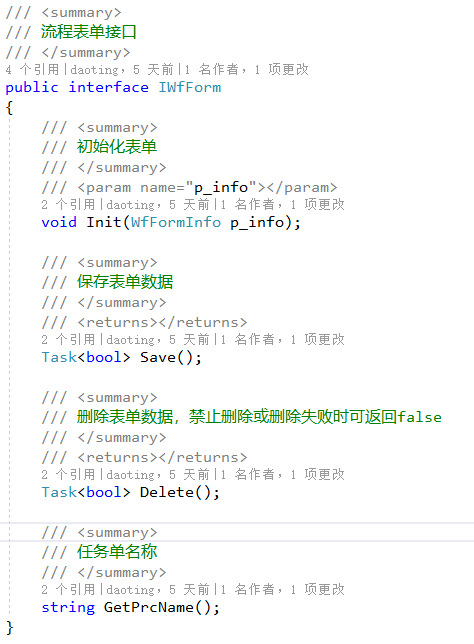 /// <summary>
/// 流程表单接口
/// </summary>
4 个引用|daoting，5 天前|1 名作者，1 项更改
public interface IWfForm
{
/// <summary>
/// 初始化表单
/// </summary>
/// <param name="p_info"></param>
2 个引用|daoting，5 天前|1 名作者，1 项更改
void Init(WfFormInfo p_info);
/// <summary>
/// 保存表单数据
/// </summary>
/// <returns></returns>
2 个引用|daoting，5 天前|1 名作者，1 项更改
Task<bool> Save();
/// <summary>
/// 删除表单数据，禁止删除或删除失败时可返回false
/// </summary>
/// <returns></returns>
2 个引用|daoting，5 天前|1 名作者，1 项更改
Task<bool> Delete();
/// <summary>
/// 任务单名称
/// </summary>
2 个引用|daoting，5 天前|1 名作者，1 项更改
string GetPrcName();
}